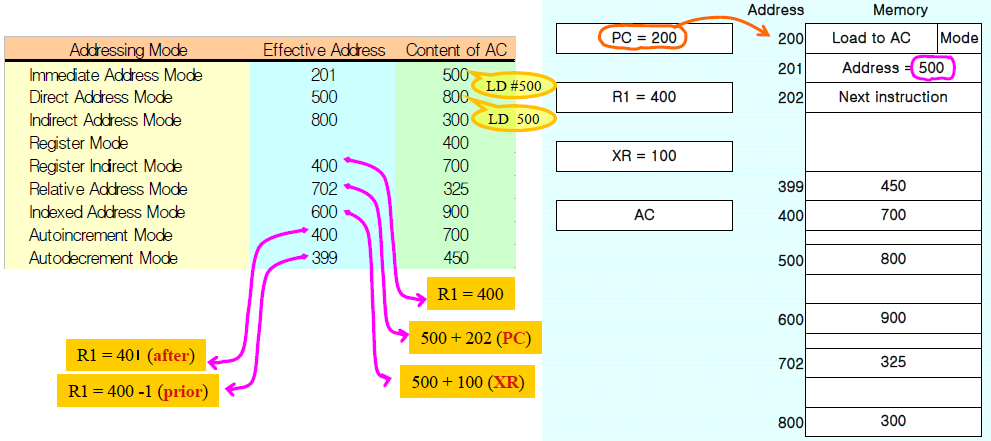 Addressing Mode Effective Address Content of AC
Immediate Address Mode 201 500
Direct Address Mode 500 800
Indirect Address Mode 800 300
Register Mode 400
Register Indirect Mode 400 700
Relative Address Mode 702 325
Indexed Address Mode 600 900
Autoincrement Mode 400 700
Autodecrement Mode 399 450
LD #500
LD 500
R1 = 400
500 + 202 (PC)
500 + 100 (XR)
R1 = 401 (after)
R1 = 400 -1 (prior)
PC = 200
R1 = 400
XR = 100
AC
Address Memory
200 Load to AC Mode
201 Address = 500
202 Next instruction
399 450
400 700
500 800
600 900
702 325
800 300